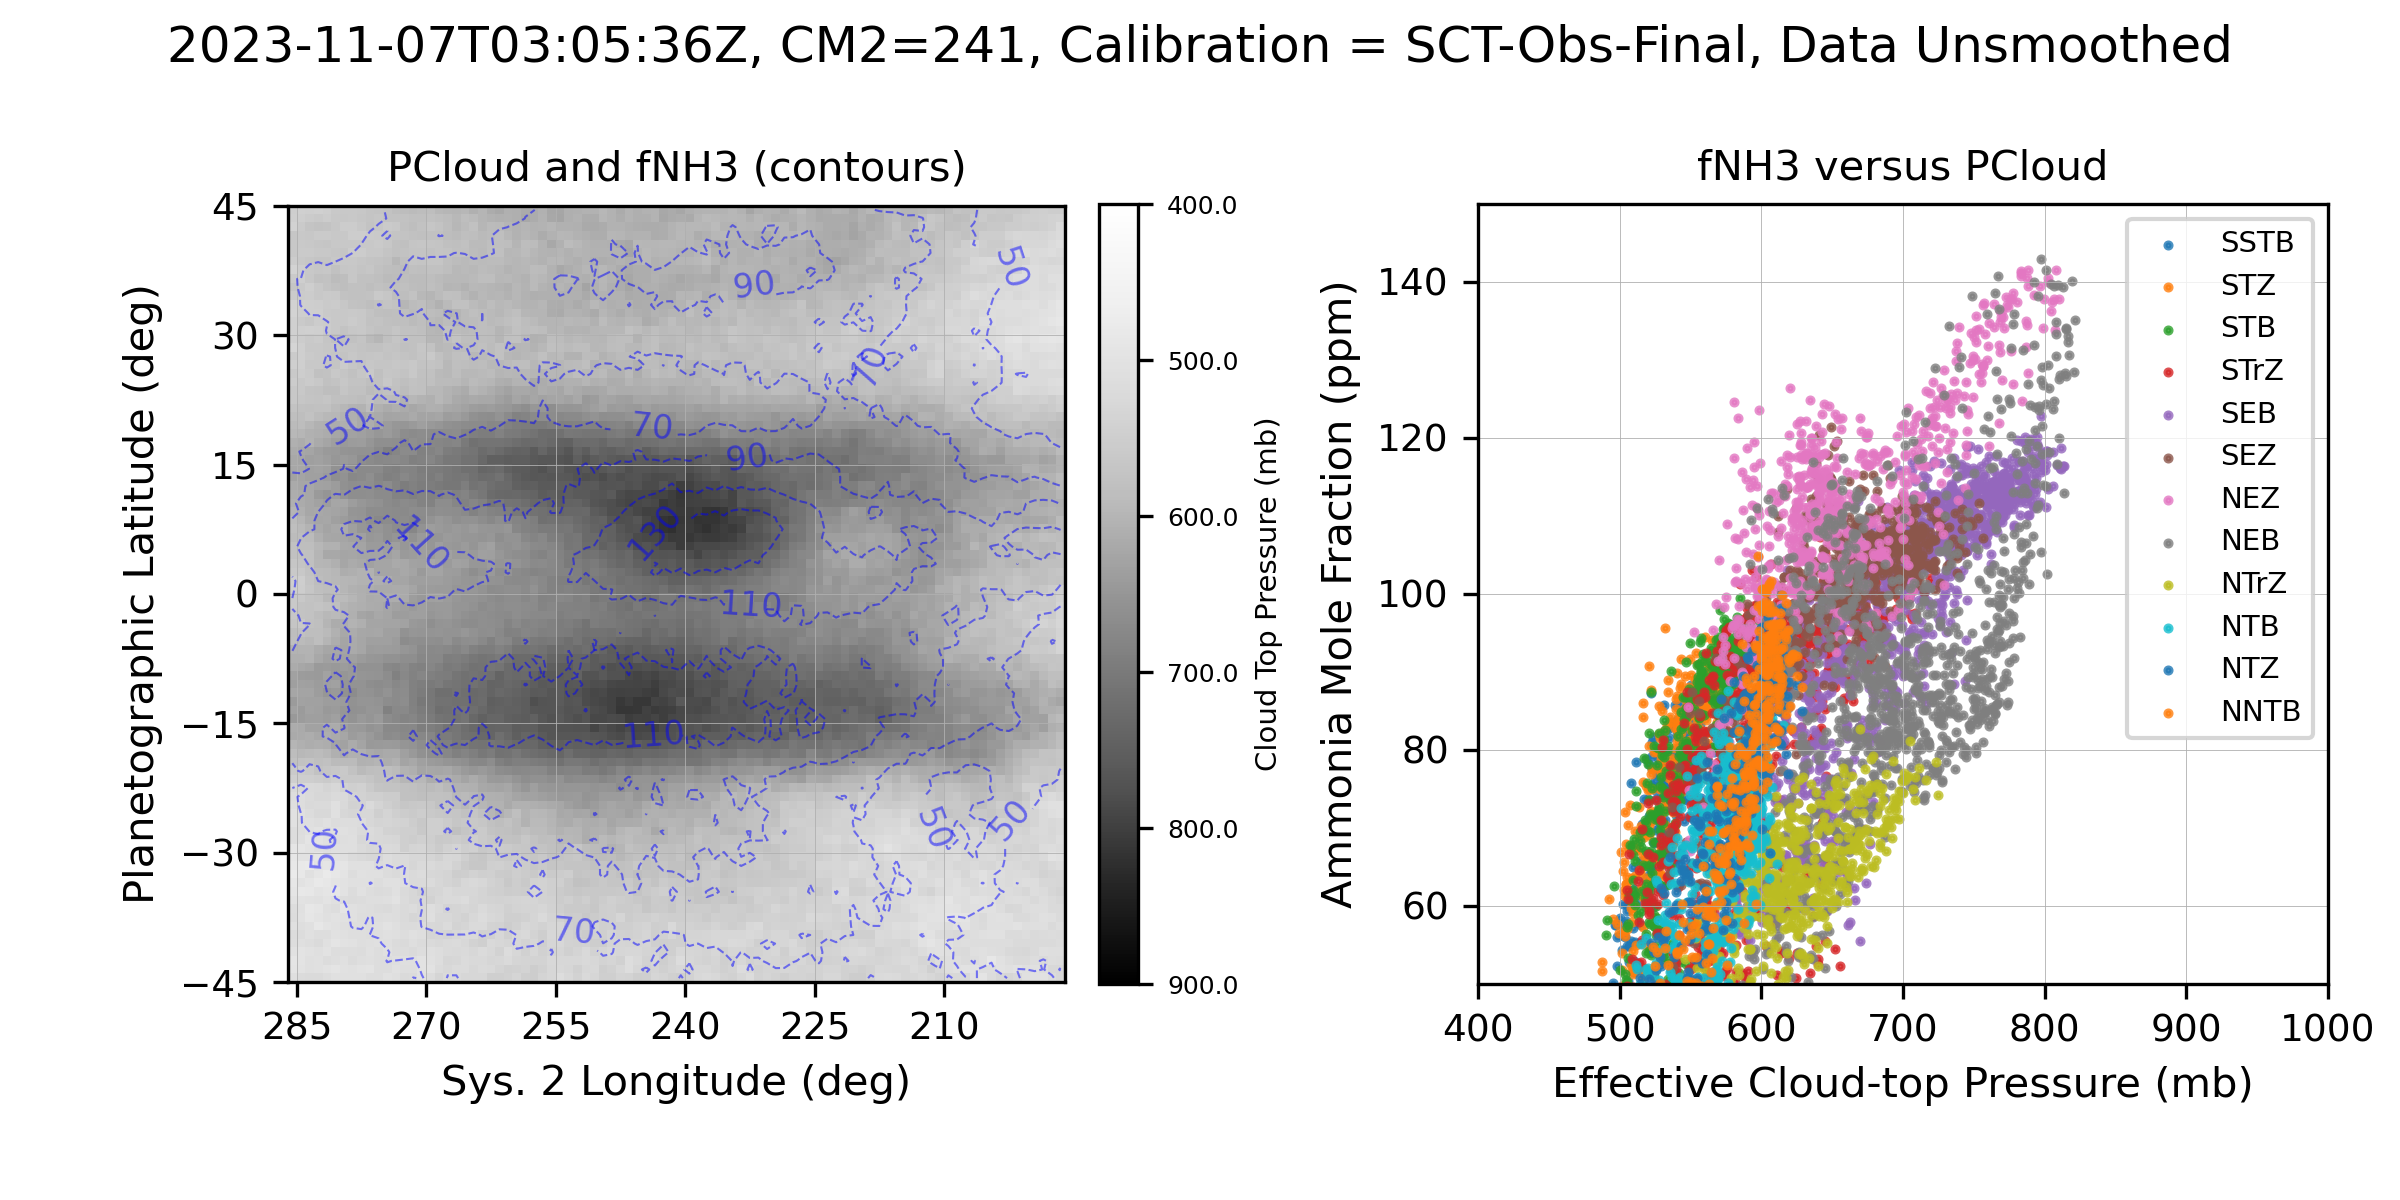 2023-11-07T03:05:36Z, CM2=241, Calibration = SCT-Obs-Final, Data Unsmoothed
PCloud and fNH3 (contours)
Planetographic Latitude (deg)
45
30
15
0
−15
−30
−45
285
270
255
240
225
210
Sys. 2 Longitude (deg)
50
90
70
50
70
90
110
130
110
110
50
50
50
70
400.0
500.0
600.0
700.0
800.0
900.0
Cloud Top Pressure (mb)
fNH3 versus PCloud
Ammonia Mole Fraction (ppm)
140
120
100
80
60
400
500
600
700
800
900
1000
Effective Cloud-top Pressure (mb)
SSTB
STZ
STB
STrZ
SEB
SEZ
NEZ
NEB
NTrZ
NTB
NTZ
NNTB